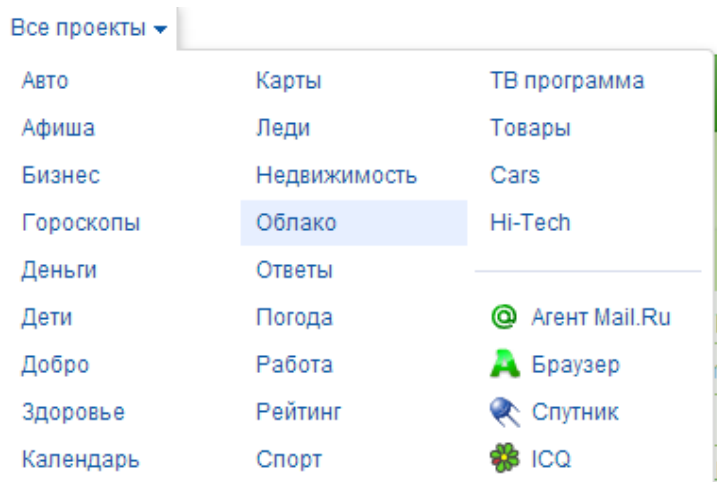 Все проекты
Авто
Афиша
Бизнес
Гороскопы
Деньги
Дети
Добро
Здоровье
Календарь
Карты
Леди
Недвижимость
Облако
Ответы
Погода
Работа
Рейтинг
Спорт
ТВ программа
Товары
Cars
Hi-Tech
Агент Mail.Ru
Браузер
Спутник
ICQ